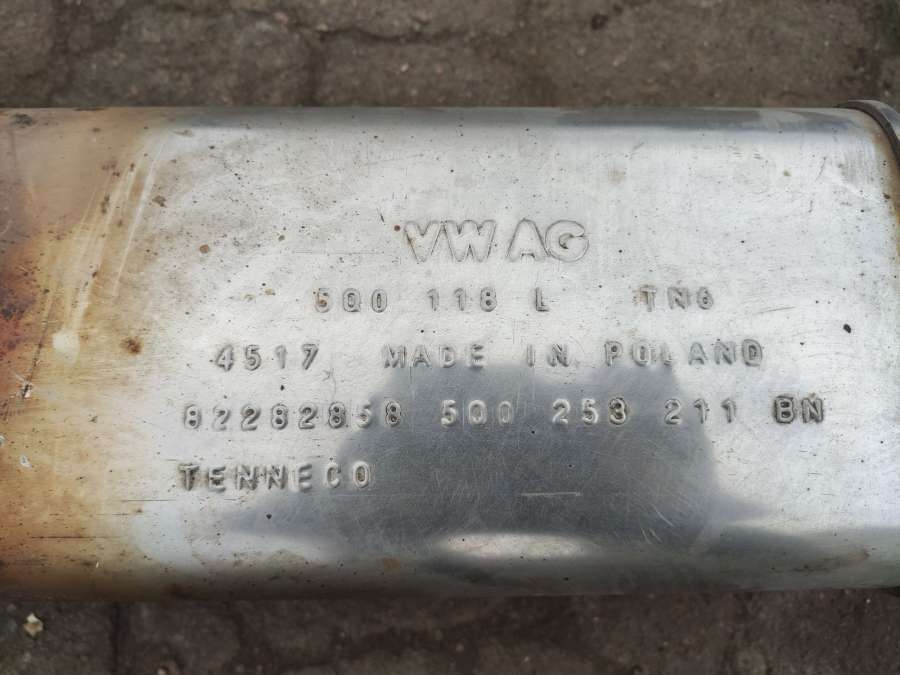 VW AG
5Q0 118 L TN6
4517 MADE IN POLAND
82282858 5Q0 253 211 BN
TENNECO